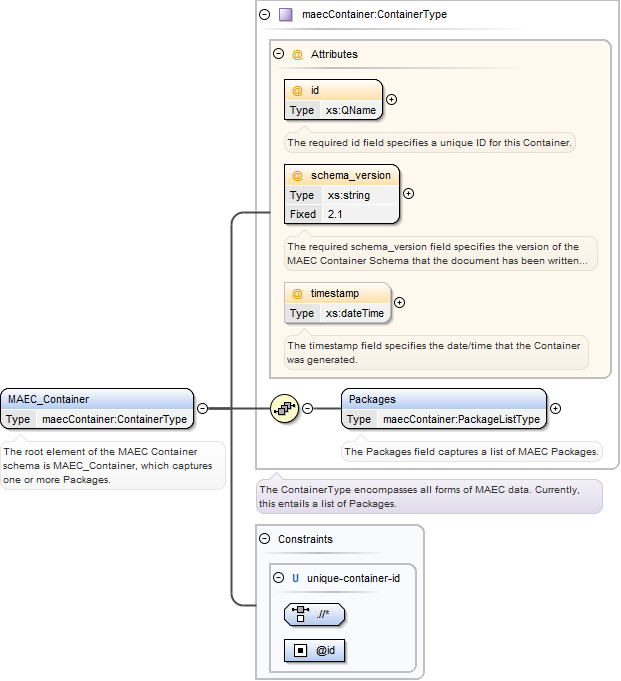 maecContainer:ContainerType
@ Attributes
@ id
Type xs:QName
The required id field specifies a unique ID for this Container.
@ schema_version
Type xs:string
Fixed 2.1
The required schema_version field specifies the version of the
MAEC Container Schema that the document has been written...
@ timestamp
Type xs:dateTime
The timestamp field specifies the date/time that the Container
was generated.
MAEC_Container
Type maecContainer:ContainerType
The root element of the MAEC Container
schema is MAEC_Container, which captures
one or more Packages.
Packages
Type maecContainer:PackageListType
The Packages field captures a list of MAEC Packages.
The ContainerType encompasses all forms of MAEC data. Currently,
this entails a list of Packages.
Constraints
U unique-container-id
.//*
@id